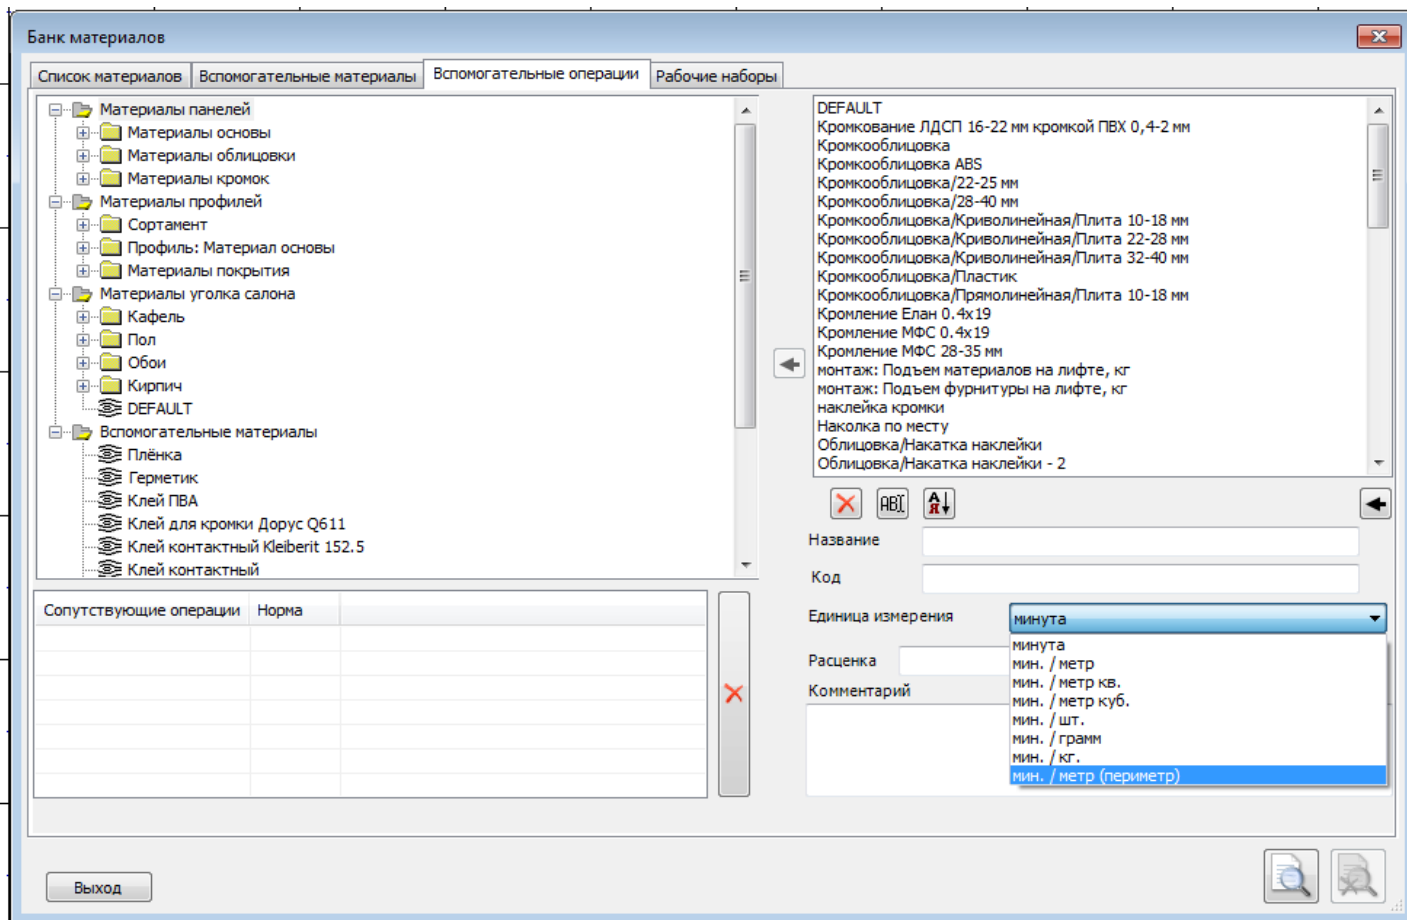 Банк материалов
Список материалов
Вспомогательные материалы
Вспомогательные операции
Рабочие наборы
Материалы панелей
Материалы основы
Материалы облицовки
Материалы кромок
Материалы профилей
Сортамент
Профиль: Материал основы
Материалы покрытия
Материалы уголка салона
Кафель
Пол
Обои
Кирпич
DEFAULT
Вспомогательные материалы
Плёнка
Герметик
Клей ПВА
Клей для кромки Дорус Q611
Клей контактный Kleiberit 152.5
Клей контактный
DEFAULT
Кромкование ЛДСП 16-22 мм кромкой ПВХ 0,4-2 мм
Кромкооблицовка
Кромкооблицовка ABS
Кромкооблицовка/22-25 мм
Кромкооблицовка/28-40 мм
Кромкооблицовка/Криволинейная/Плита 10-18 мм
Кромкооблицовка/Криволинейная/Плита 22-28 мм
Кромкооблицовка/Криволинейная/Плита 32-40 мм
Кромкооблицовка/Пластик
Кромкооблицовка/Прямолинейная/Плита 10-18 мм
Кромление Елан 0.4х19
Кромление МФС 0.4х19
Кромление МФС 28-35 мм
монтаж: Подъем материалов на лифте, кг
монтаж: Подъем фурнитуры на лифте, кг
наклейка кромки
Наколка по месту
Облицовка/Накатка наклейки
Облицовка/Накатка наклейки - 2
АВ
А
Я
Название
Код
Единица измерения
минута
минута
мин. / метр
мин. / метр кв.
мин. / метр куб.
мин. / шт.
мин. / грамм
мин. / кг.
мин. / метр (периметр)
Расценка
Комментарий
Сопутствующие операции
Норма
Выход